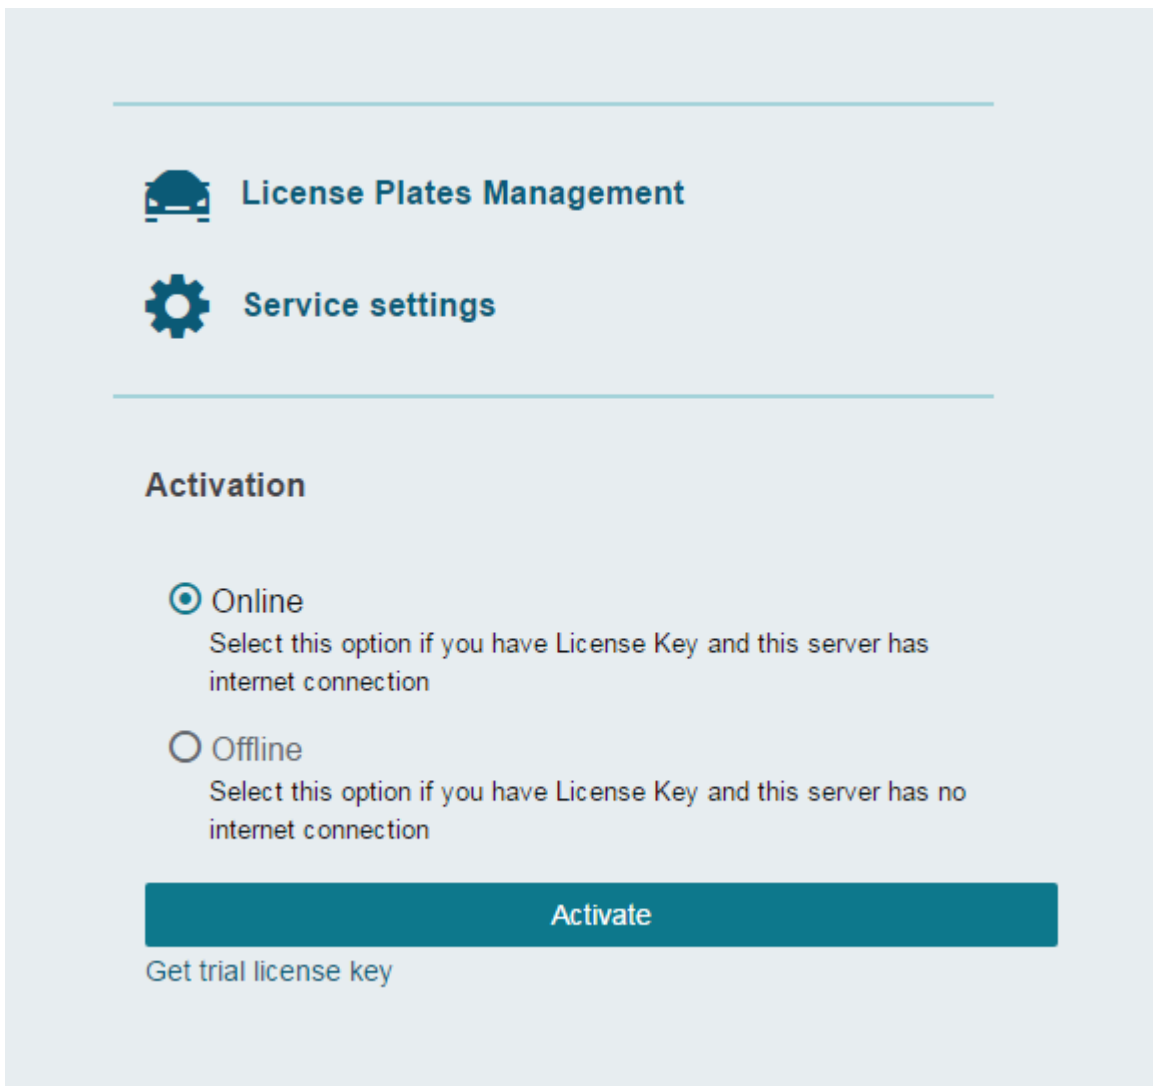 License Plates Management
Service settings
Activation
Online
Select this option if you have License Key and this server has
internet connection
Offline
Select this option if you have License Key and this server has no
internet connection
Activate
Get trial license key